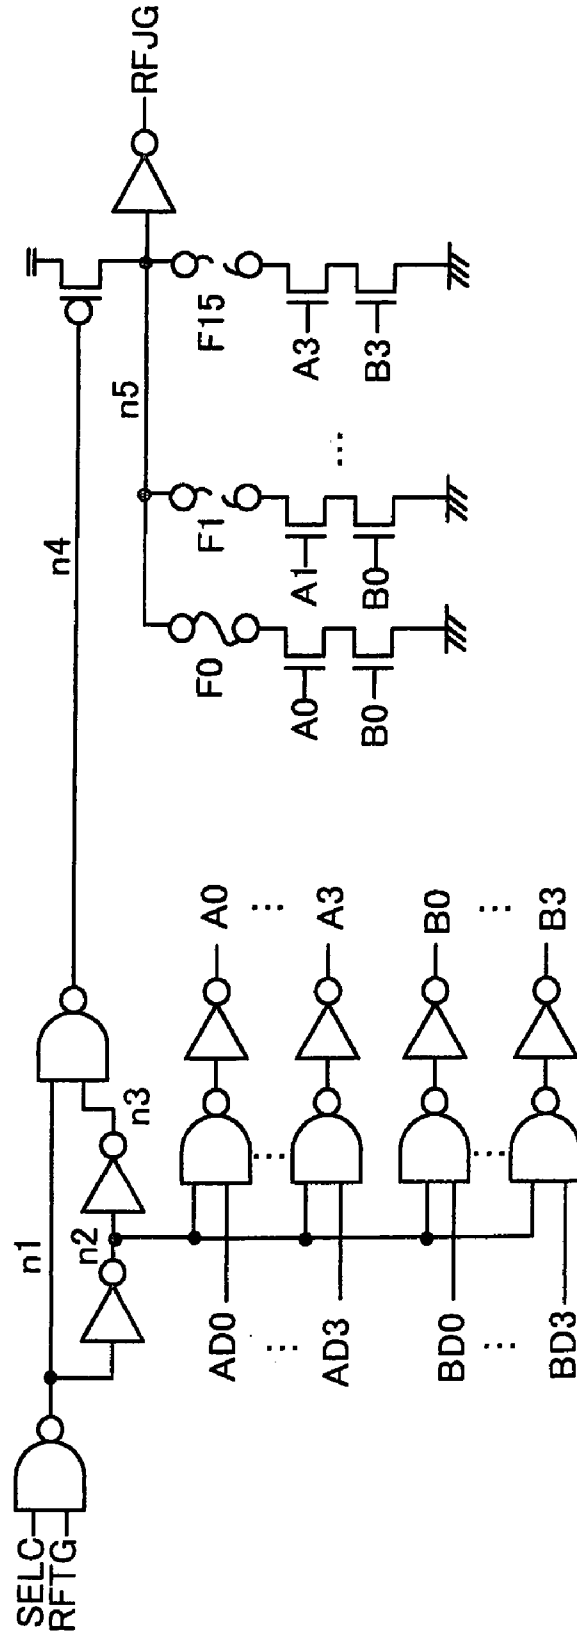 SELC
RFTG
n1
n2
n3
n4
n5
RFJG
AD0
...
AD3
BD0
...
BD3
...
...
A0
...
A3
B0
...
B3
F0
F1
F15
A0
B0
A1
B0
...
A3
B3